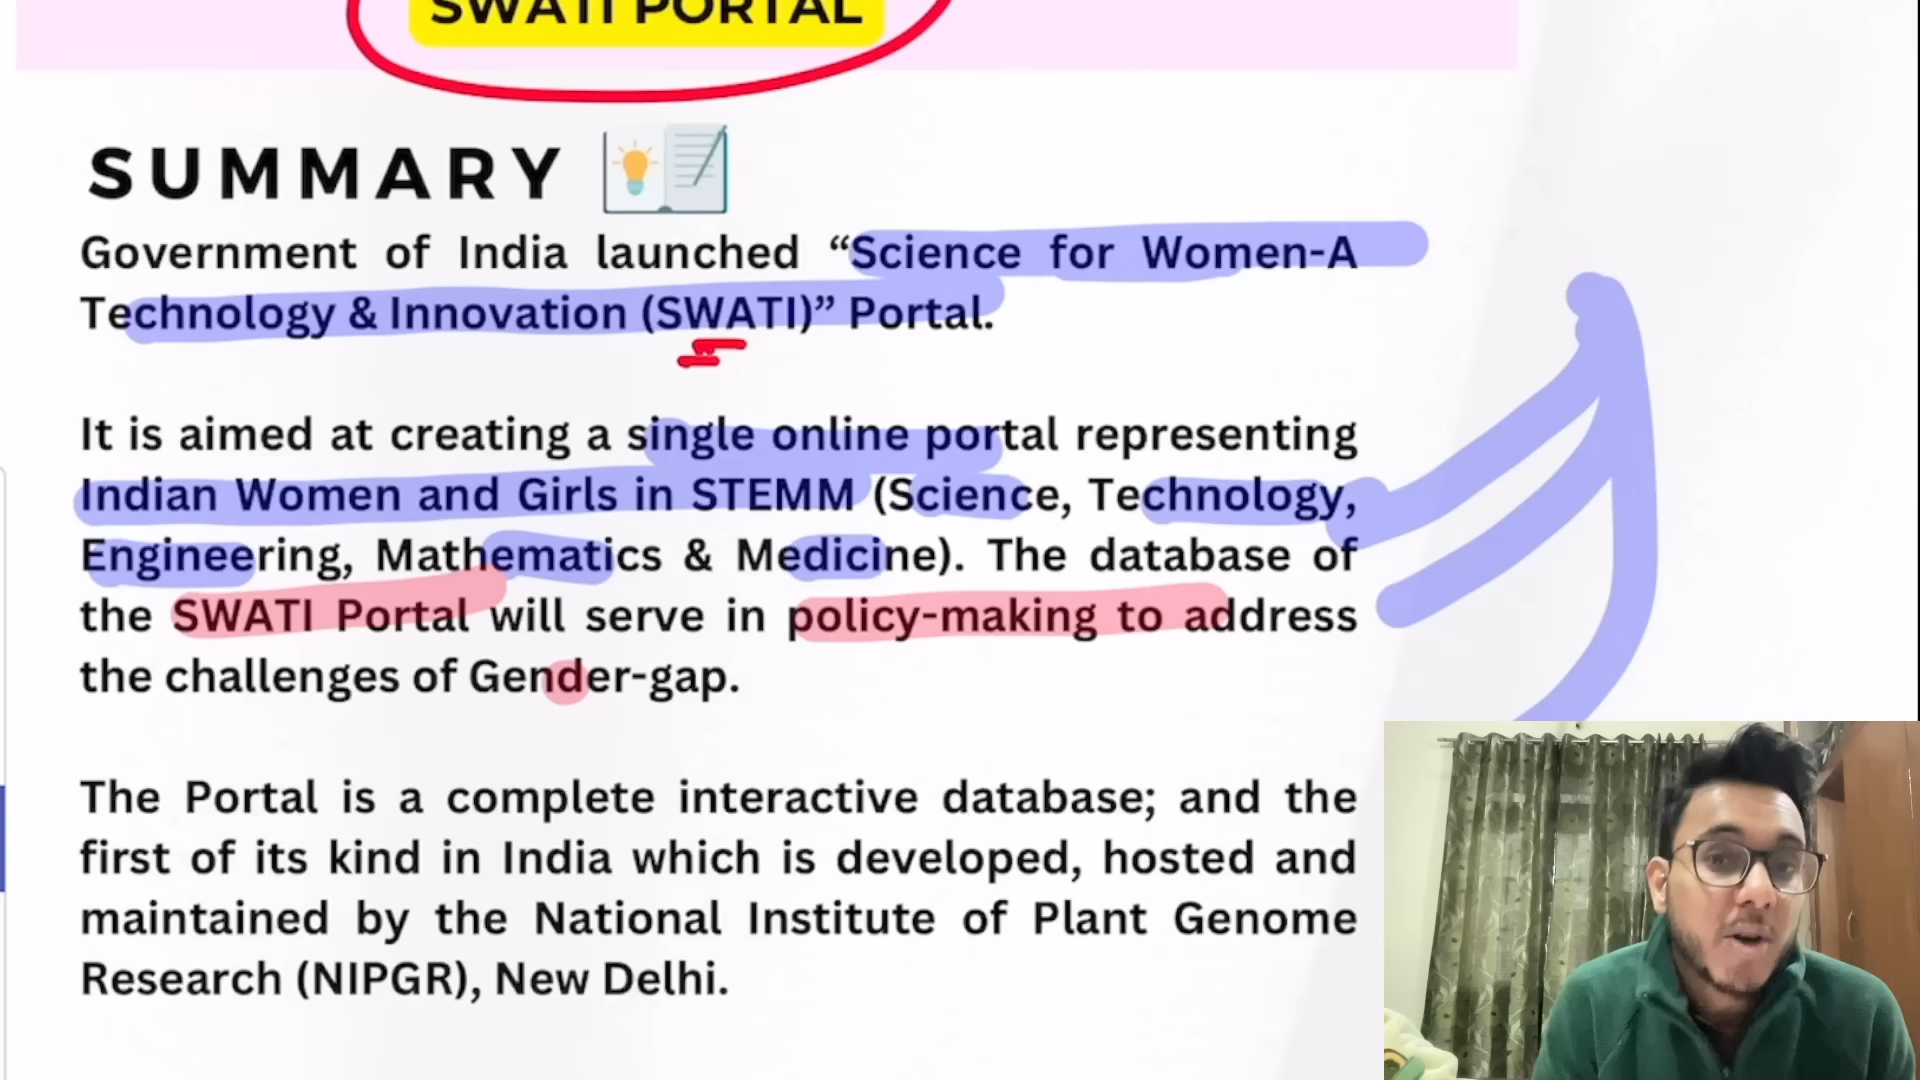 SWATI PORTAL
SUMMARY
Government of India launched “Science for Women-A
Technology & Innovation (SWATI)” Portal.
It is aimed at creating a single online portal representing
Indian Women and Girls in STEMM (Science, Technology,
Engineering, Mathematics & Medicine). The database of
the SWATI Portal will serve in policy-making to address
the challenges of Gender-gap.
The Portal is a complete interactive database; and the
first of its kind in India which is developed, hosted and
maintained by the National Institute of Plant Genome
Research (NIPGR), New Delhi.